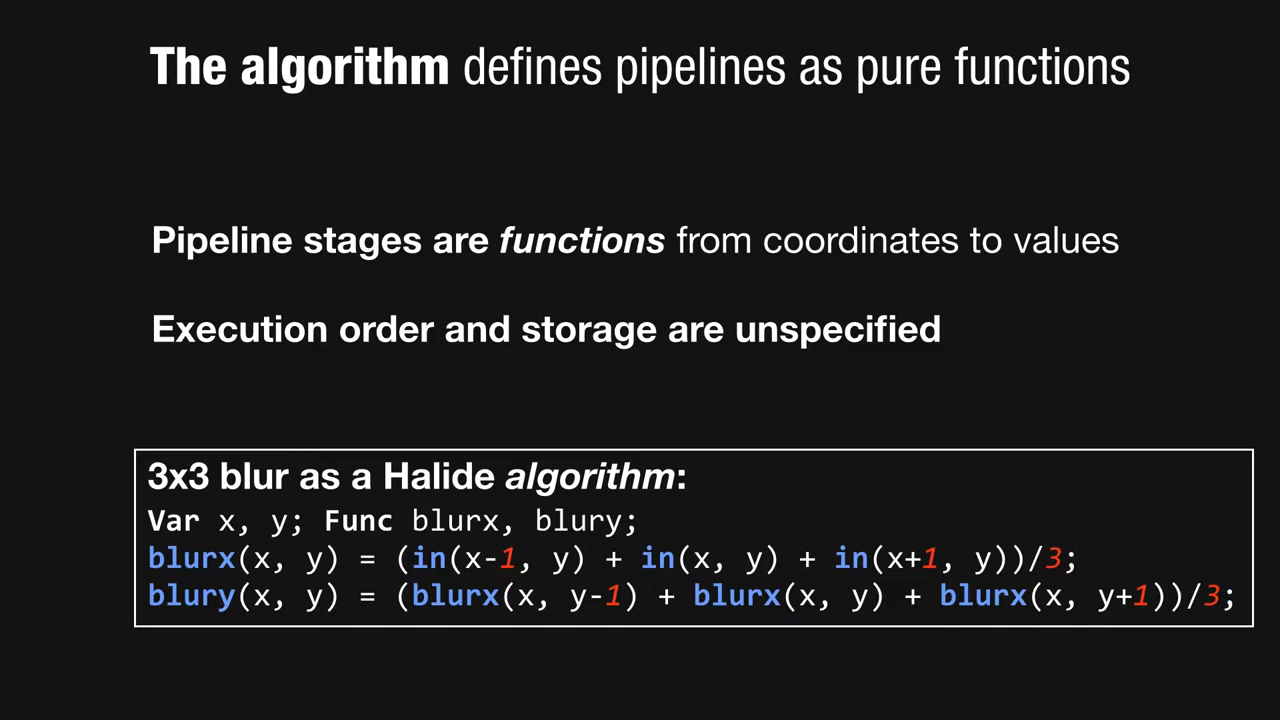 The algorithm defines pipelines as pure functions
Pipeline stages are functions from coordinates to values
Execution order and storage are unspecified
3x3 blur as a Halide algorithm:
Var x, y; Func blurx, blury;
blurx(x, y) = (in(x-1, y) + in(x, y) + in(x+1, y))/3;
blury(x, y) = (blurx(x, y-1) + blurx(x, y) + blurx(x, y+1))/3;